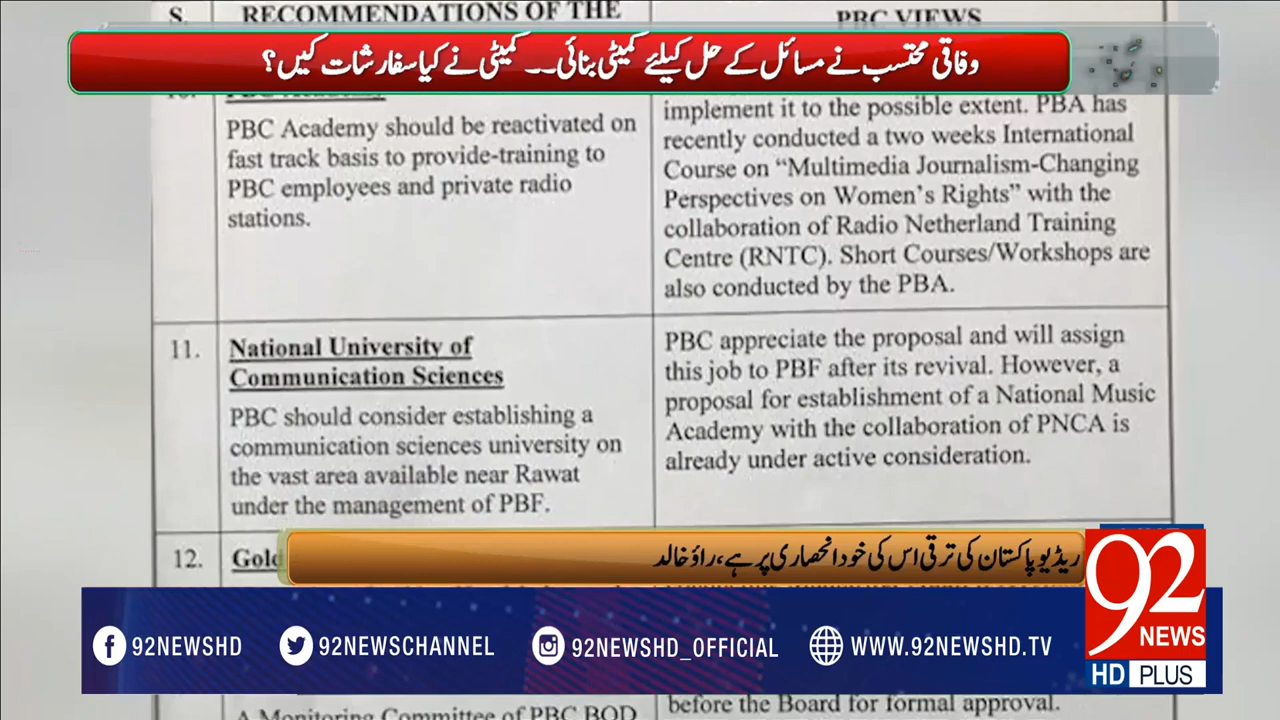 S.
RECOMMENDATIONS OF THE
PBC VIEWS
وفاقی محتسب نے مسائل کے حل کیلئے کمیٹی بنائی۔۔ کمیٹی نے کیا سفارشات کیں؟
PBC Academy should be reactivated on
fast track basis to provide-training to
PBC employees and private radio
stations.
implement it to the possible extent. PBA has
recently conducted a two weeks International
Course on “Multimedia Journalism-Changing
Perspectives on Women’s Rights” with the
collaboration of Radio Netherland Training
Centre (RNTC). Short Courses/Workshops are
also conducted by the PBA.
11.
National University of
Communication Sciences
PBC should consider establishing a
communication sciences university on
the vast area available near Rawat
under the management of PBF.
PBC appreciate the proposal and will assign
this job to PBF after its revival. However, a
proposal for establishment of a National Music
Academy with the collaboration of PNCA is
already under active consideration.
12.
Gold
ریڈیو پاکستان کی ترقی اس کی خود انحصاری پر ہے، راؤ خالد
92NEWSHD
92NEWSCHANNEL
92NEWSHD_OFFICIAL
WWW.92NEWSHD.TV
92
NEWS
HD PLUS
A Monitoring Committee of PBC BOD
before the Board for formal approval.